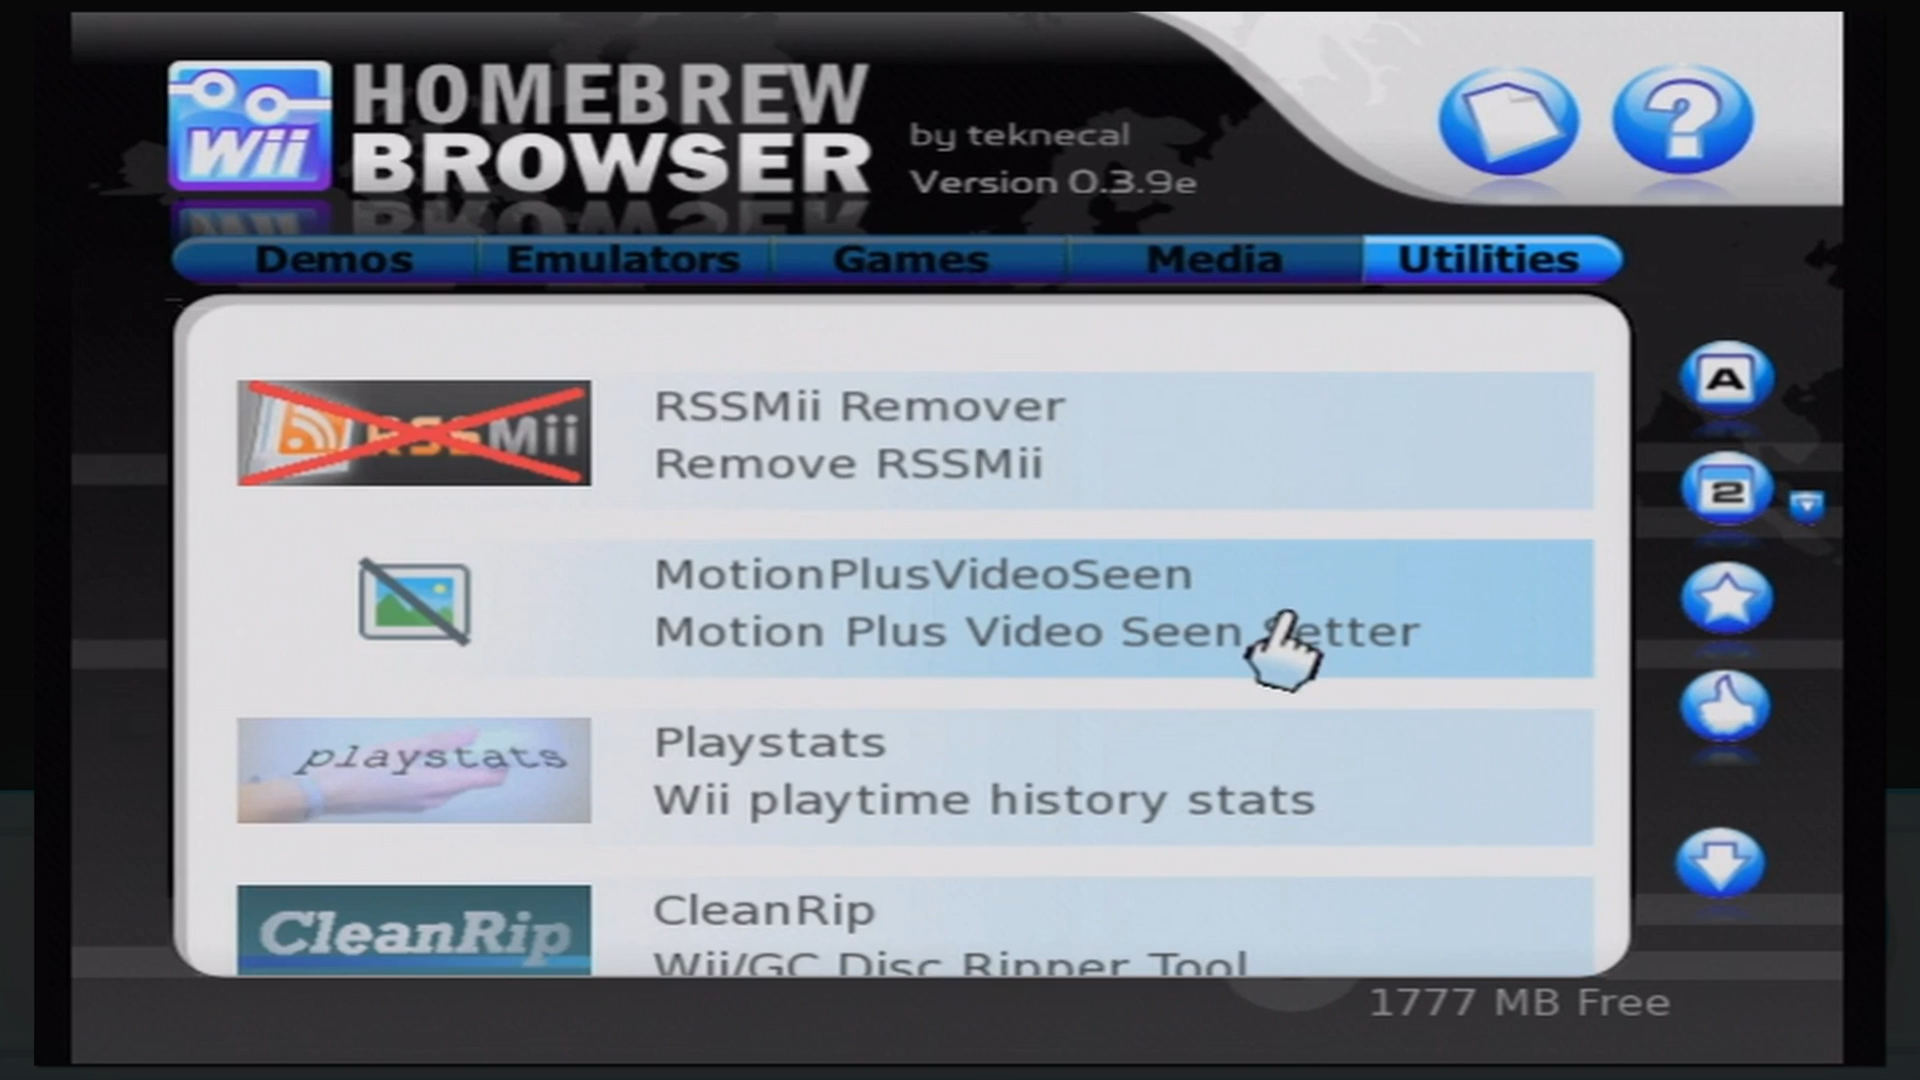 Wii
HOMEBREW
BROWSER
by teknecal
Version 0.3.9e
Demos
Emulators
Games
Media
Utilities
RSSMii
RSSMii Remover
Remove RSSMii
A
2
MotionPlusVideoSeen
Motion Plus Video Seen Setter
playstats
Playstats
Wii playtime history stats
CleanRip
CleanRip
Wii/GC Disc Ripper Tool
1777 MB Free